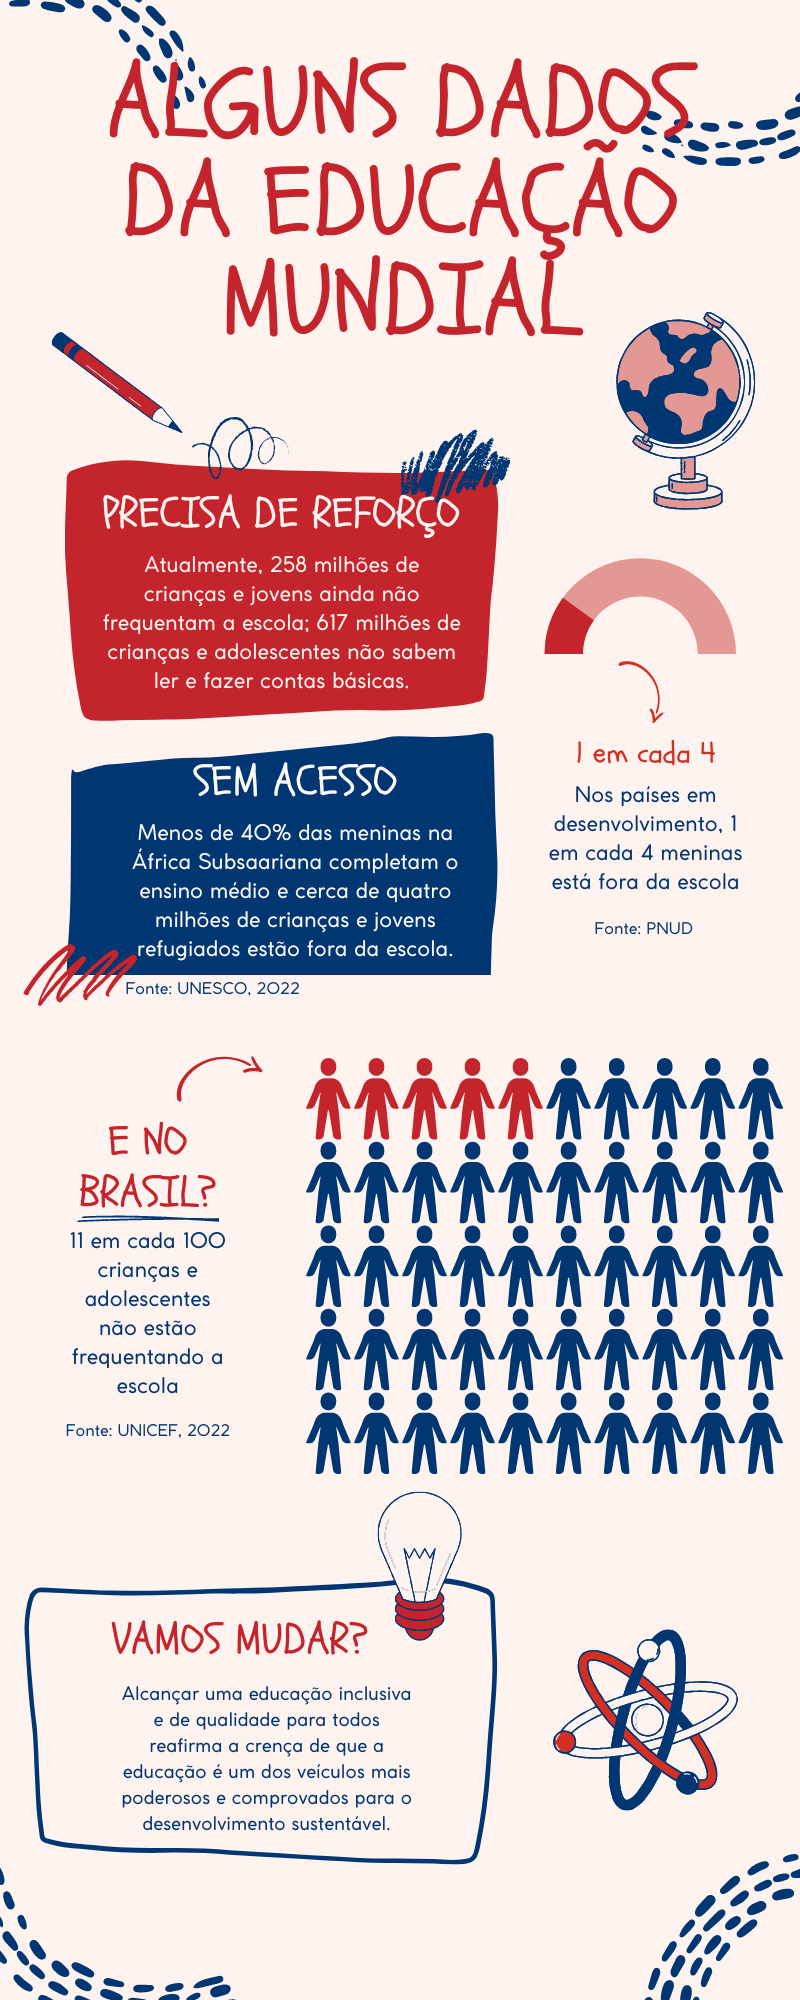 ALGUNS DADOS
DA EDUCAÇÃO
MUNDIAL
PRECISA DE REFORÇO
Atualmente, 258 milhões de
crianças e jovens ainda não
frequentam a escola; 617 milhões de
crianças e adolescentes não sabem
ler e fazer contas básicas.
SEM ACESSO
Menos de 40% das meninas na
África Subsaariana completam o
ensino médio e cerca de quatro
milhões de crianças e jovens
refugiados estão fora da escola.
Fonte: UNESCO, 2022
1 em cada 4
Nos países em
desenvolvimento, 1
em cada 4 meninas
está fora da escola
Fonte: PNUD
E NO
BRASIL?
11 em cada 100
crianças e
adolescentes
não estão
frequentando a
escola
Fonte: UNICEF, 2022
VAMOS MUDAR?
Alcançar uma educação inclusiva
e de qualidade para todos
reafirma a crença de que a
educação é um dos veículos mais
poderosos e comprovados para o
desenvolvimento sustentável.